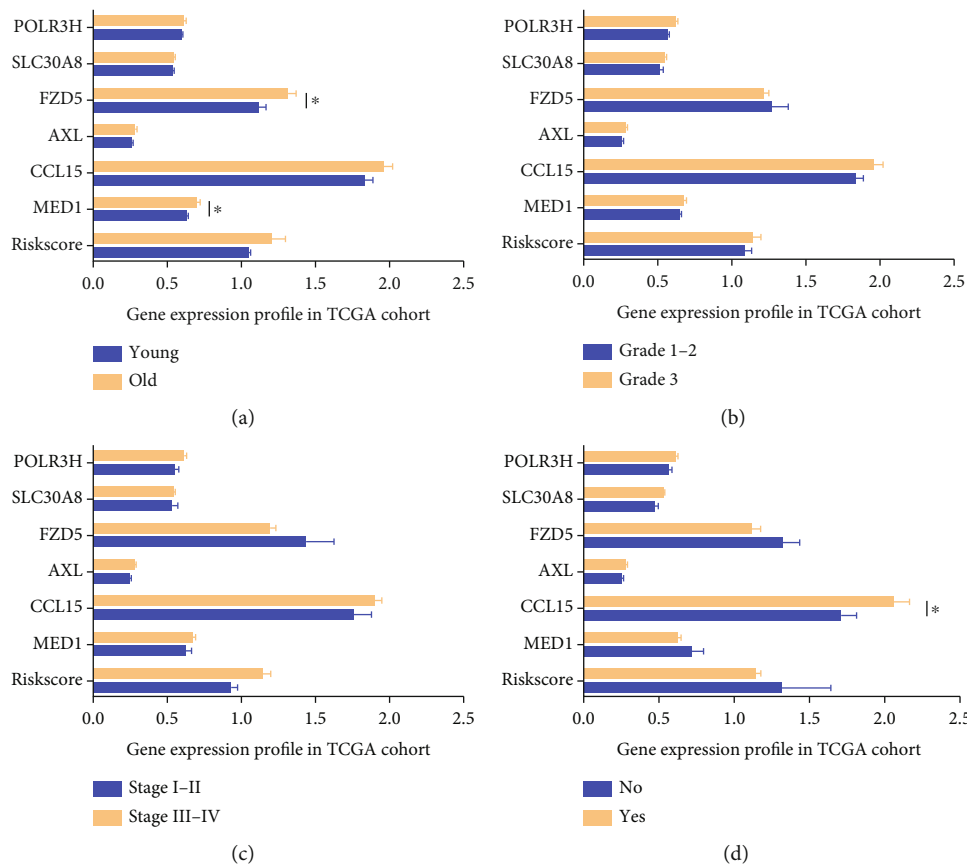 POLR3H
SLC30A8
FZD5
*
AXL
CCL15
MED1
*
Riskscore
0.0 0.5 1.0 1.5 2.0 2.5
Gene expression profile in TCGA cohort
Young
Old
(a)
POLR3H
SLC30A8
FZD5
AXL
CCL15
MED1
Riskscore
0.0 0.5 1.0 1.5 2.0 2.5
Gene expression profile in TCGA cohort
Grade 1–2
Grade 3
(b)
POLR3H
SLC30A8
FZD5
AXL
CCL15
MED1
Riskscore
0.0 0.5 1.0 1.5 2.0 2.5
Gene expression profile in TCGA cohort
Stage I–II
Stage III–IV
(c)
POLR3H
SLC30A8
FZD5
AXL
CCL15
*
MED1
Riskscore
0.0 0.5 1.0 1.5 2.0 2.5
Gene expression profile in TCGA cohort
No
Yes
(d)